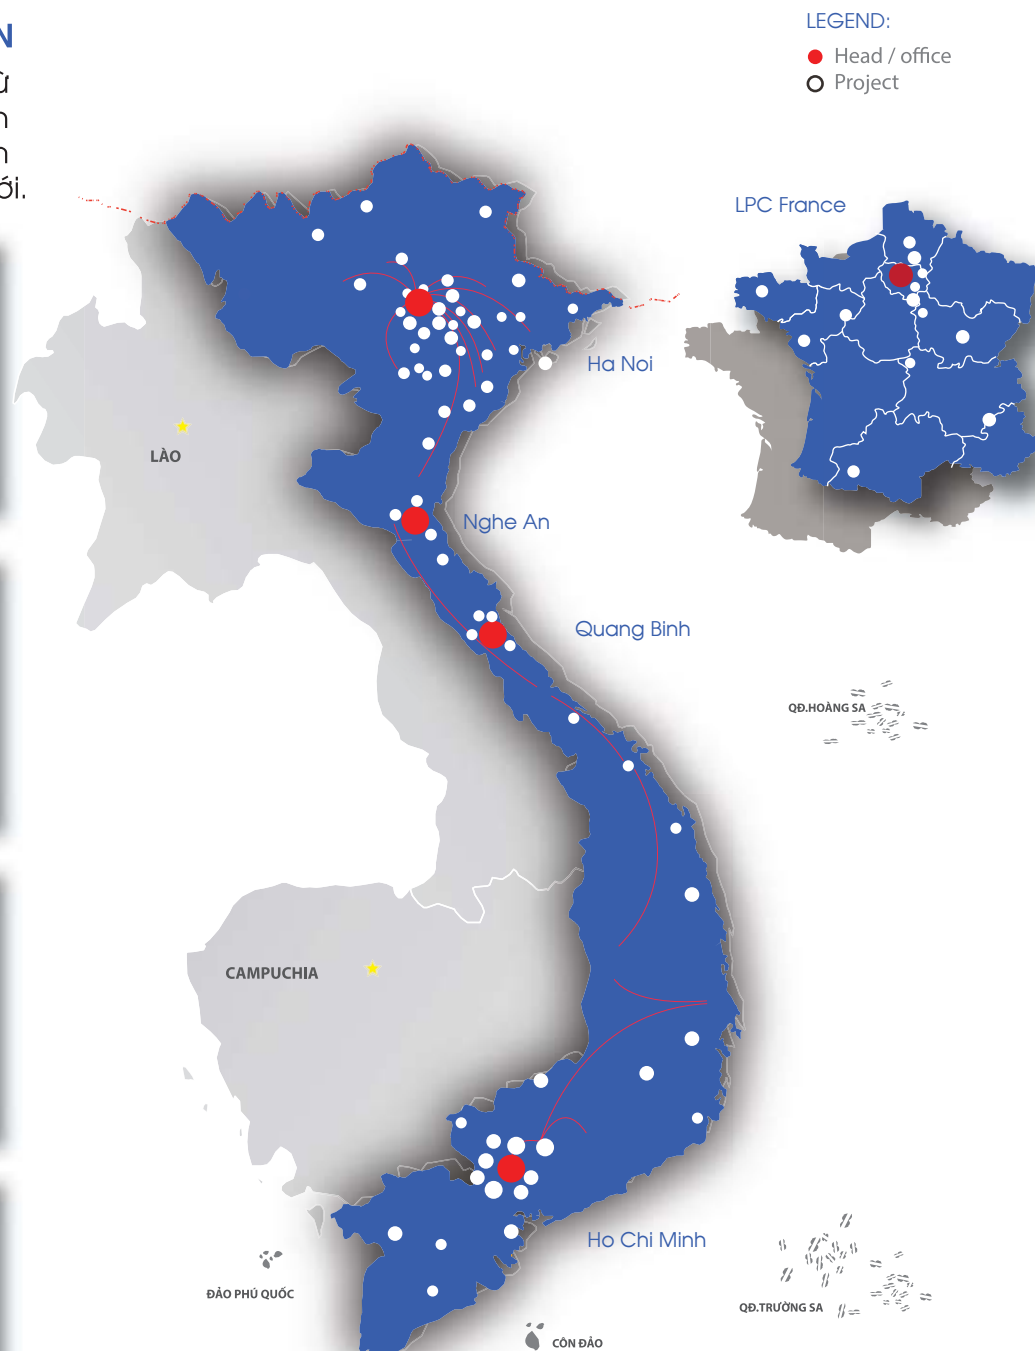 N
ừ
n
n
ới.
LEGEND:
Head / office
Project
LPC France
Ha Noi
LÀO
Nghe An
Quang Binh
QĐ.HOÀNG SA
CAMPUCHIA
Ho Chi Minh
ĐẢO PHÚ QUỐC
QĐ.TRƯỜNG SA
CÔN ĐẢO